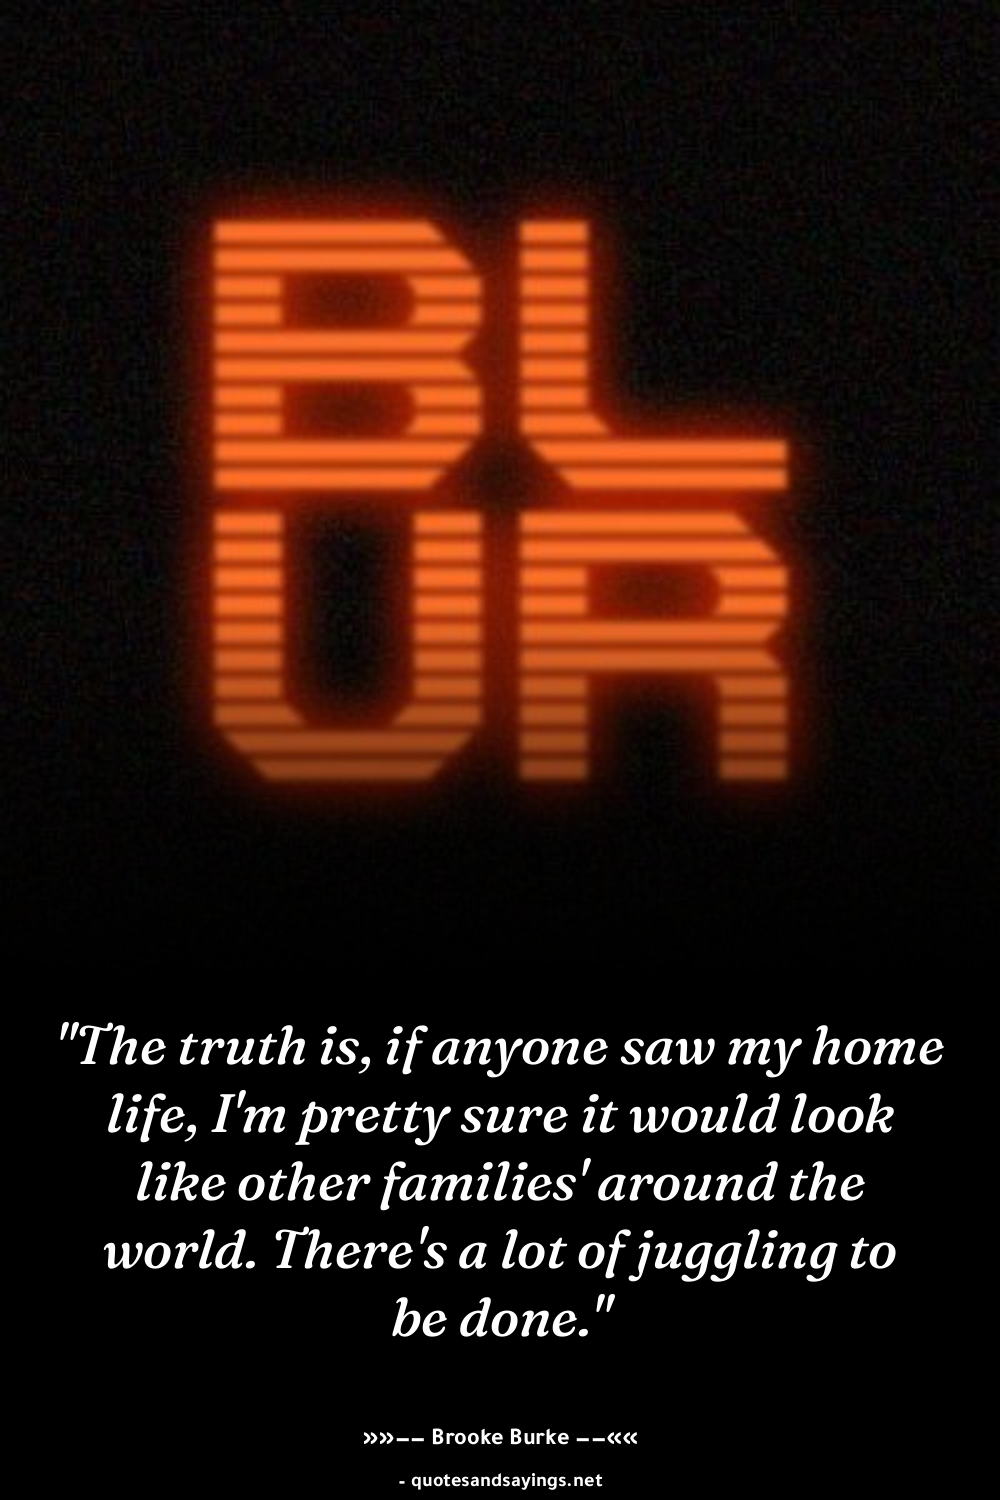 BL
UR
"The truth is, if anyone saw my home
life, I'm pretty sure it would look
like other families' around the
world. There's a lot of juggling to
be done."
»»–– Brooke Burke ––««
- quotesandsayings.net